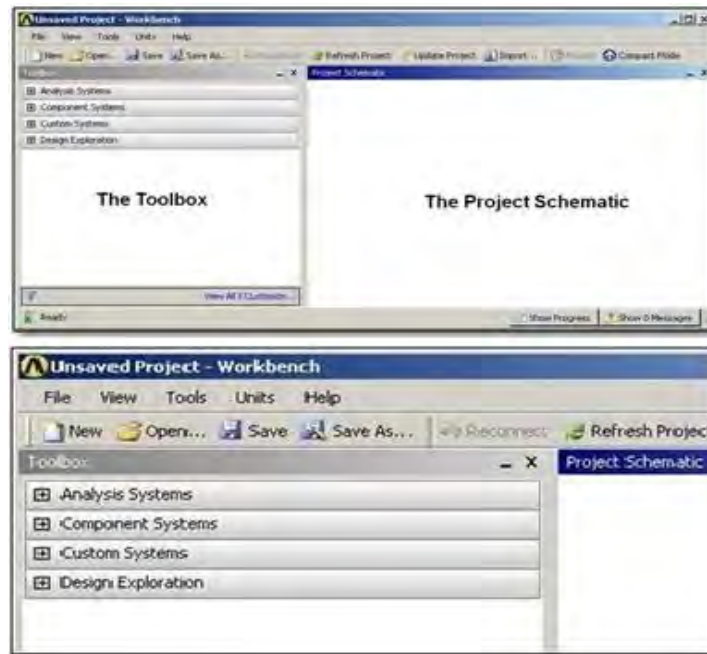 Unsaved Project - Workbench
File View Tools Units Help
New Open... Save Save As... Reconnect Refresh Project Update Project Import... Compact Mode
Toolbox
Project Schematic
Analysis Systems
Component Systems
Custom Systems
Design Exploration
The Toolbox
The Project Schematic
View All / Customize...
Ready
Show Progress Show 0 Messages
Unsaved Project - Workbench
File View Tools Units Help
New Open... Save Save As... Reconnect Refresh Projec
Toolbox
Project Schematic
Analysis Systems
Component Systems
Custom Systems
Design Exploration